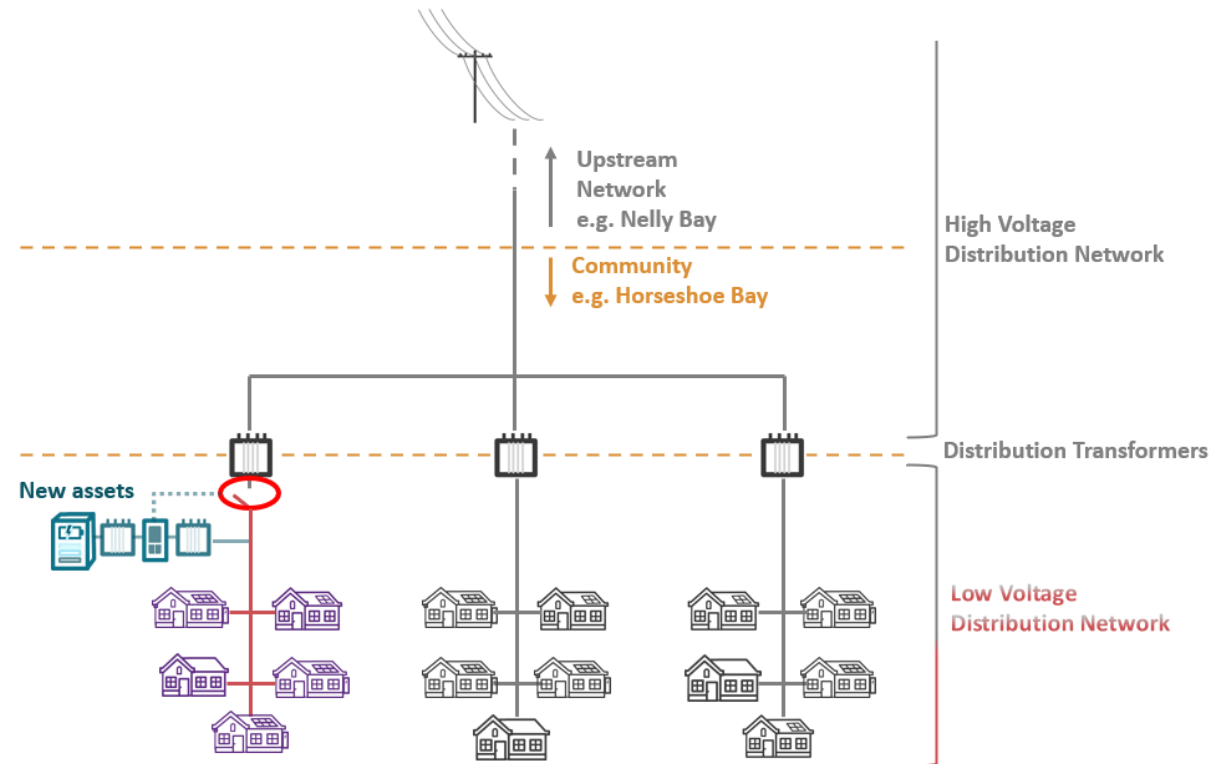 Upstream
Network
e.g. Nelly Bay
High Voltage
Distribution Network
Community
e.g. Horseshoe Bay
Distribution Transformers
New assets
Low Voltage
Distribution Network